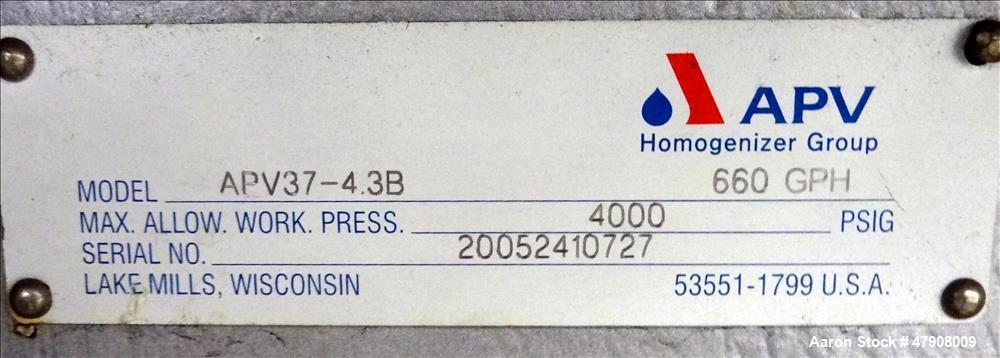 APV
Homogenizer Group
MODEL APV37-4.3B 660 GPH
MAX. ALLOW. WORK. PRESS. 4000 PSIG
SERIAL NO. 20052410727
LAKE MILLS, WISCONSIN 53551-1799 U.S.A.
Aaron Stock # 47908009